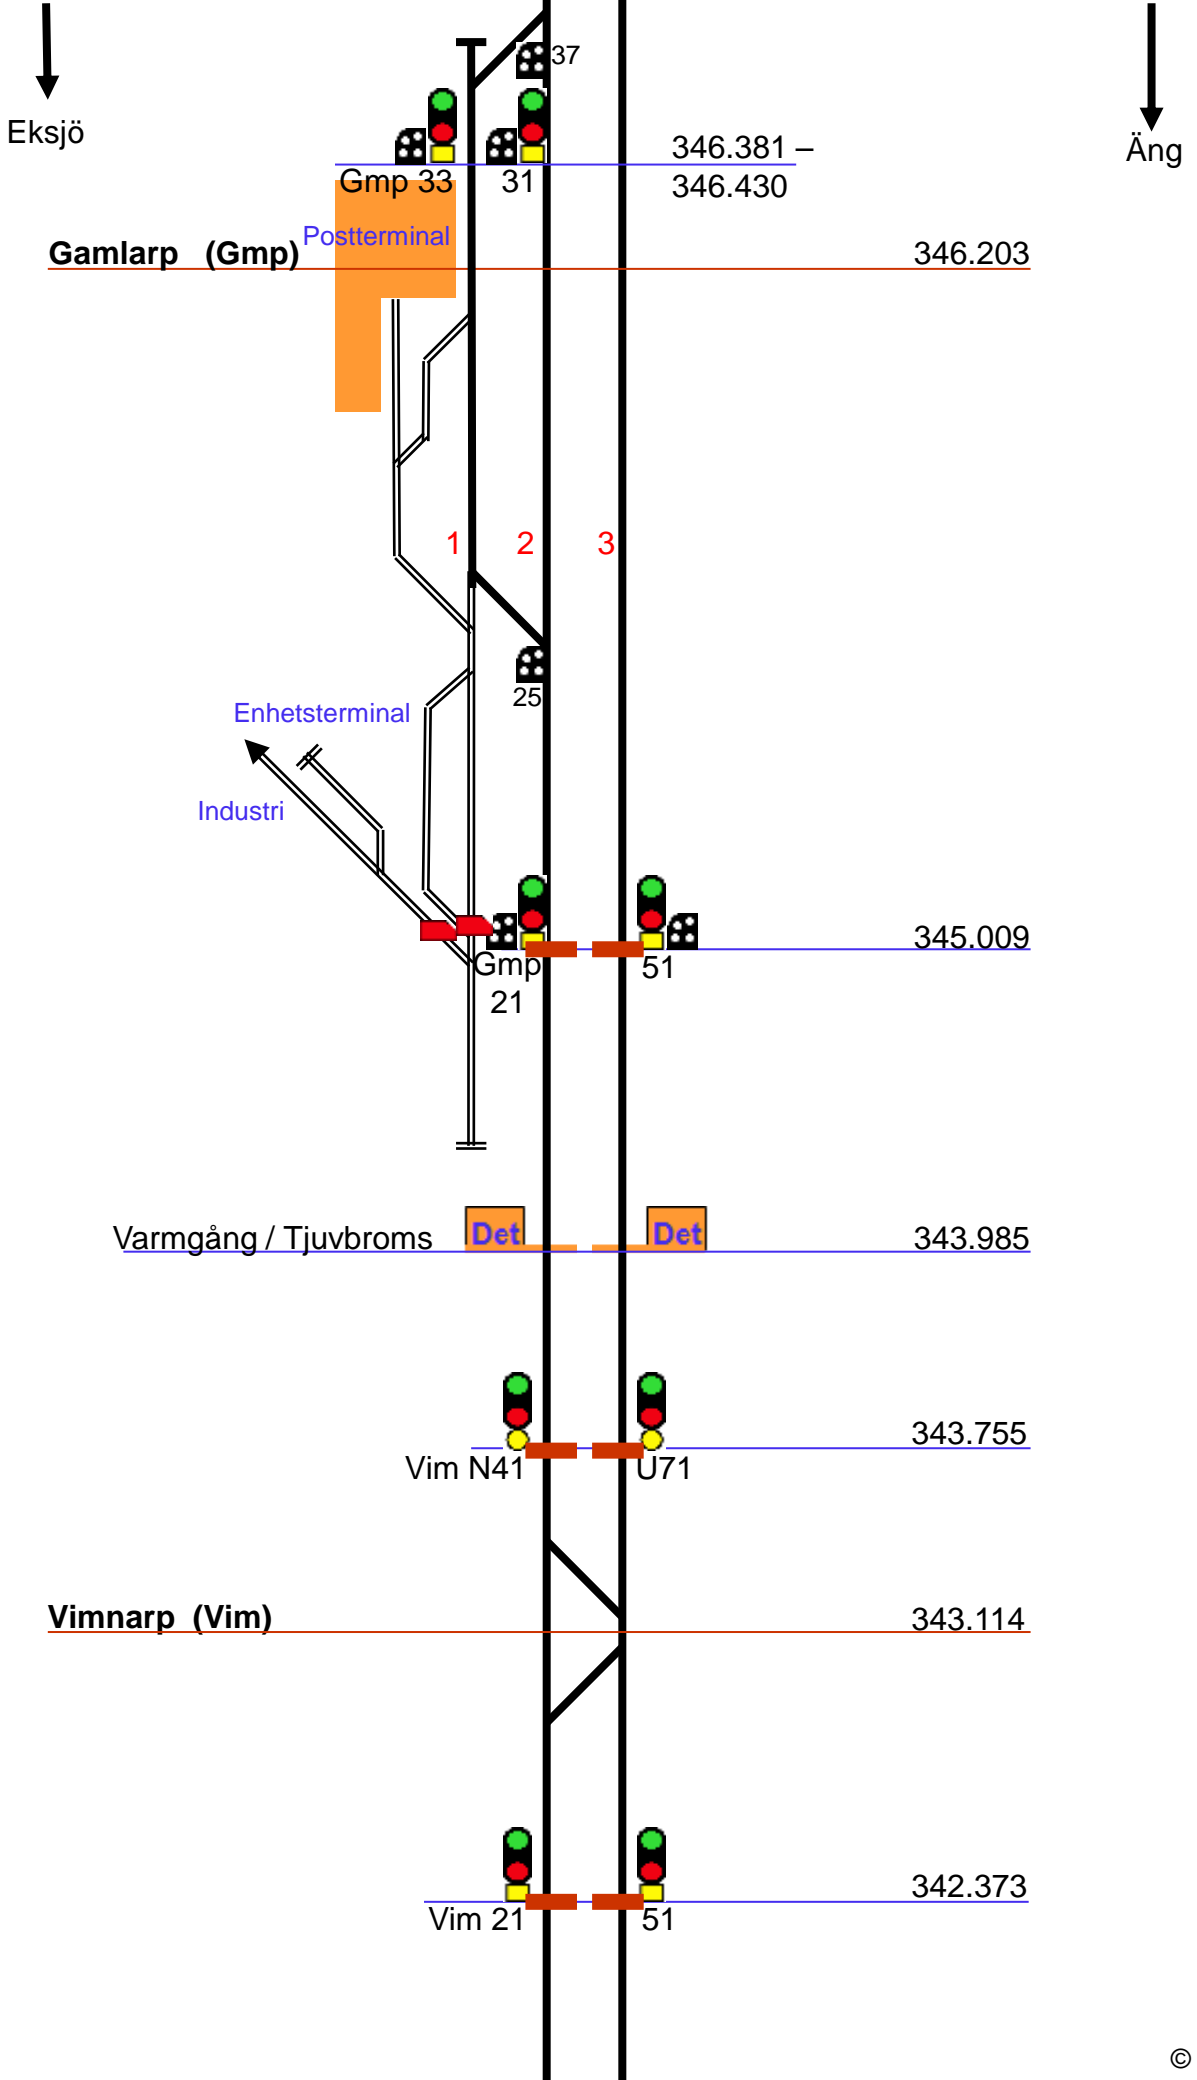 37
Eksjö
Äng
346.381 –
346.430
Gmp 33
31
Postterminal
Gamlarp (Gmp)
346.203
1
2
3
25
Enhetsterminal
Industri
345.009
Gmp
21
51
Varmgång / Tjuvbroms
Det
Det
343.985
343.755
Vim N41
U71
Vimnarp (Vim)
343.114
342.373
Vim 21
51
©